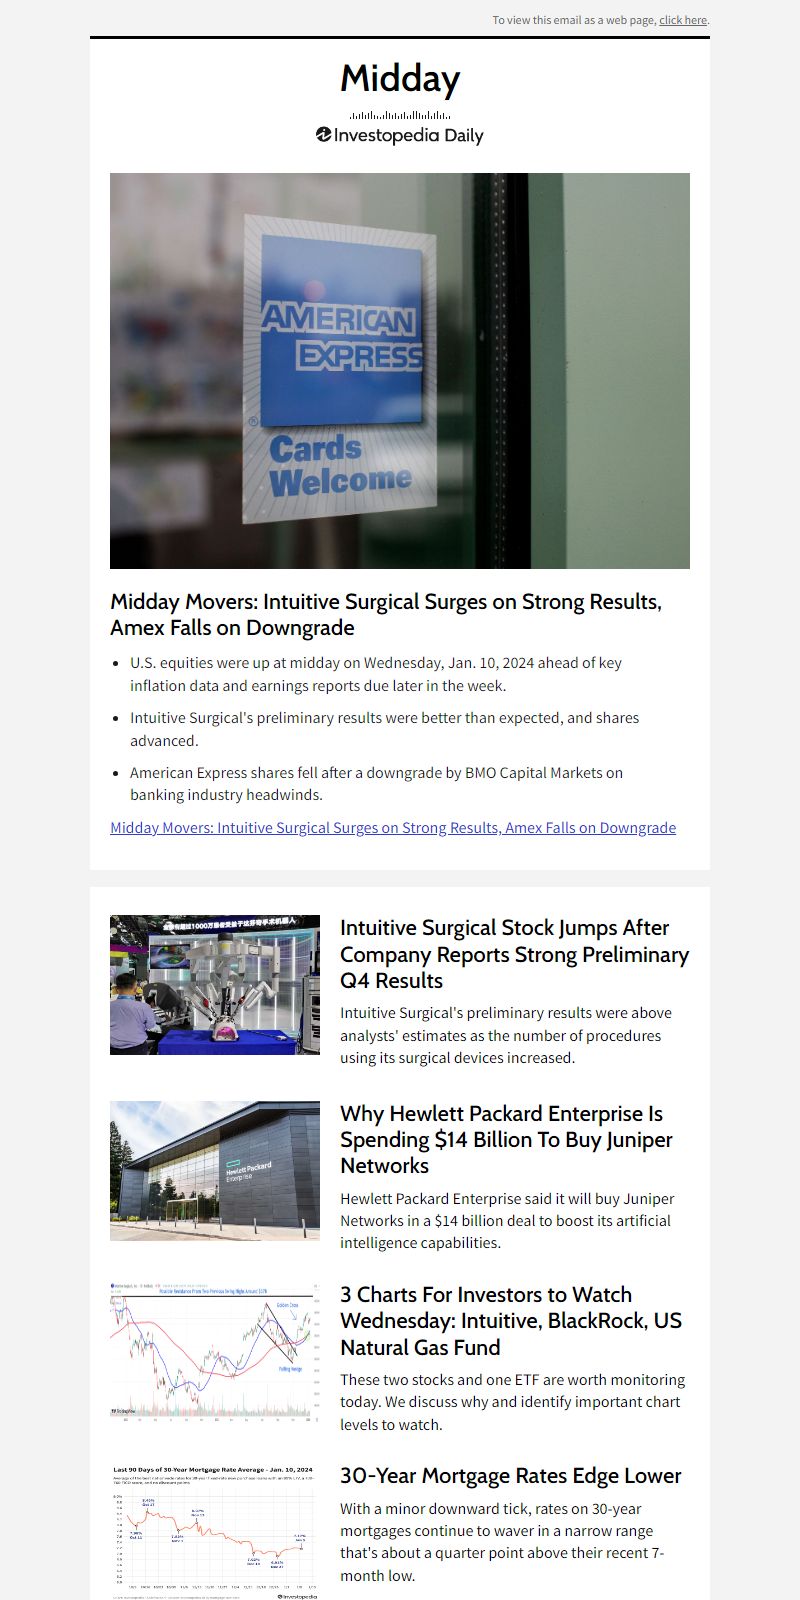 To view this email as a web page, click here.
Midday
Investopedia Daily
AMERICAN
EXPRESS
®
Cards
Welcome
Midday Movers: Intuitive Surgical Surges on Strong Results,
Amex Falls on Downgrade
• U.S. equities were up at midday on Wednesday, Jan. 10, 2024 ahead of key
inflation data and earnings reports due later in the week.
• Intuitive Surgical's preliminary results were better than expected, and shares
advanced.
• American Express shares fell after a downgrade by BMO Capital Markets on
banking industry headwinds.
Midday Movers: Intuitive Surgical Surges on Strong Results, Amex Falls on Downgrade
Intuitive Surgical Stock Jumps After
Company Reports Strong Preliminary
Q4 Results
Intuitive Surgical's preliminary results were above
analysts' estimates as the number of procedures
using its surgical devices increased.
Hewlett Packard
Enterprise
Why Hewlett Packard Enterprise Is
Spending $14 Billion To Buy Juniper
Networks
Hewlett Packard Enterprise said it will buy Juniper
Networks in a $14 billion deal to boost its artificial
intelligence capabilities.
Golden Cross
Falling Wedge
TradingView
3 Charts For Investors to Watch
Wednesday: Intuitive, BlackRock, US
Natural Gas Fund
These two stocks and one ETF are worth monitoring
today. We discuss why and identify important chart
levels to watch.
Last 90 Days of 30-Year Mortgage Rate Average - Jan. 10, 2024
Investopedia
30-Year Mortgage Rates Edge Lower
With a minor downward tick, rates on 30-year
mortgages continue to waver in a narrow range
that's about a quarter point above their recent 7-
month low.